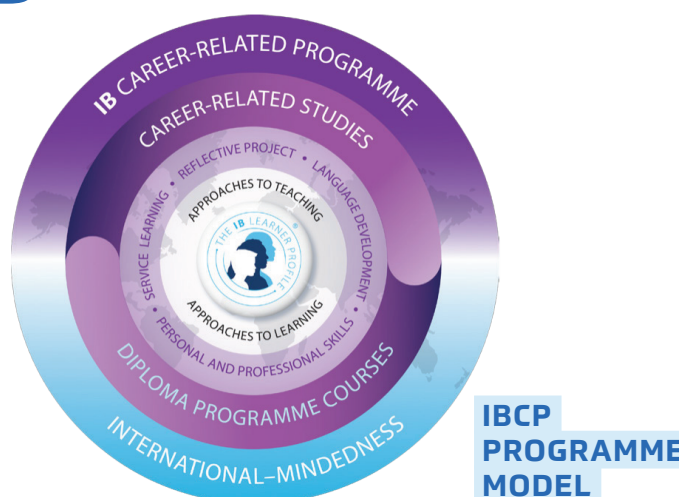 IB CAREER-RELATED PROGRAMME
CAREER-RELATED STUDIES
SERVICE LEARNING • REFLECTIVE PROJECT • LANGUAGE DEVELOPMENT
APPROACHES TO TEACHING
THE IB LEARNER PROFILE ®
APPROACHES TO LEARNING
• PERSONAL AND PROFESSIONAL SKILLS •
DIPLOMA PROGRAMME COURSES
INTERNATIONAL–MINDEDNESS
IBCP
PROGRAMME
MODEL